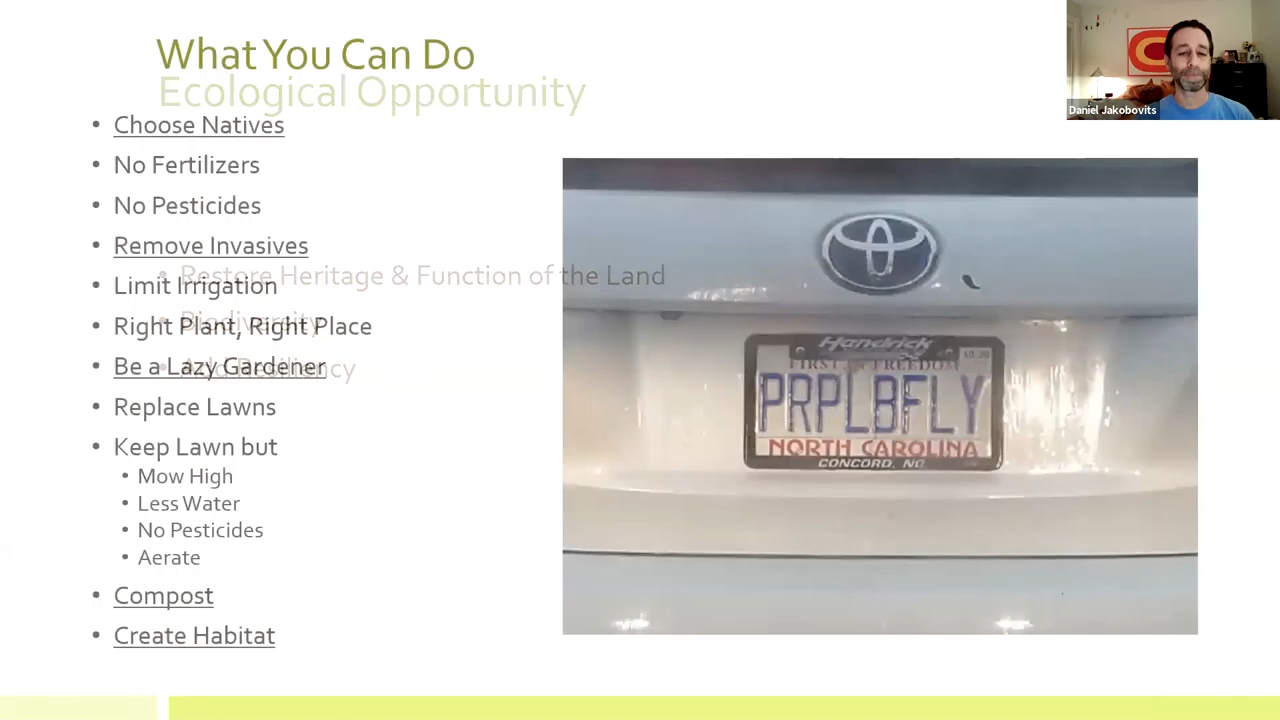 What You Can Do
Ecological Opportunity
• Choose Natives
• No Fertilizers
• No Pesticides
• Remove Invasives
• Restore Heritage & Function of the Land
• Limit Irrigation
• Biodiversity
• Right Plant, Right Place
• Be a Lazy Gardener
• Resiliency
• Replace Lawns
• Keep Lawn but
• Mow High
• Less Water
• No Pesticides
• Aerate
• Compost
• Create Habitat
Daniel Jakobovits
Hendrick
FIRST IN FREEDOM
PRPLBFLY
NORTH CAROLINA
CONCORD, NC